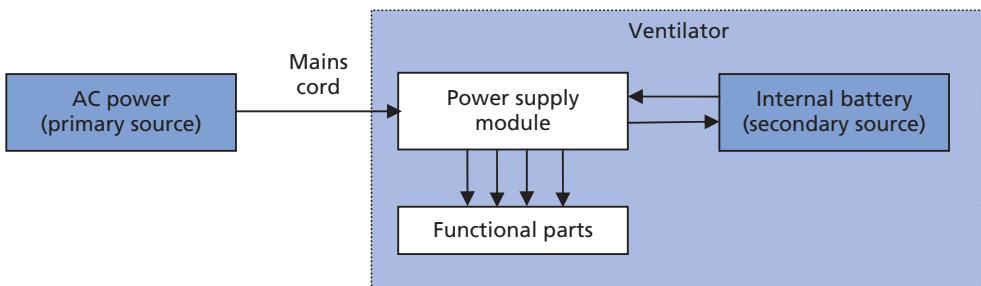 Ventilator
Mains
cord
AC power
(primary source)
Power supply
module
Internal battery
(secondary source)
Functional parts